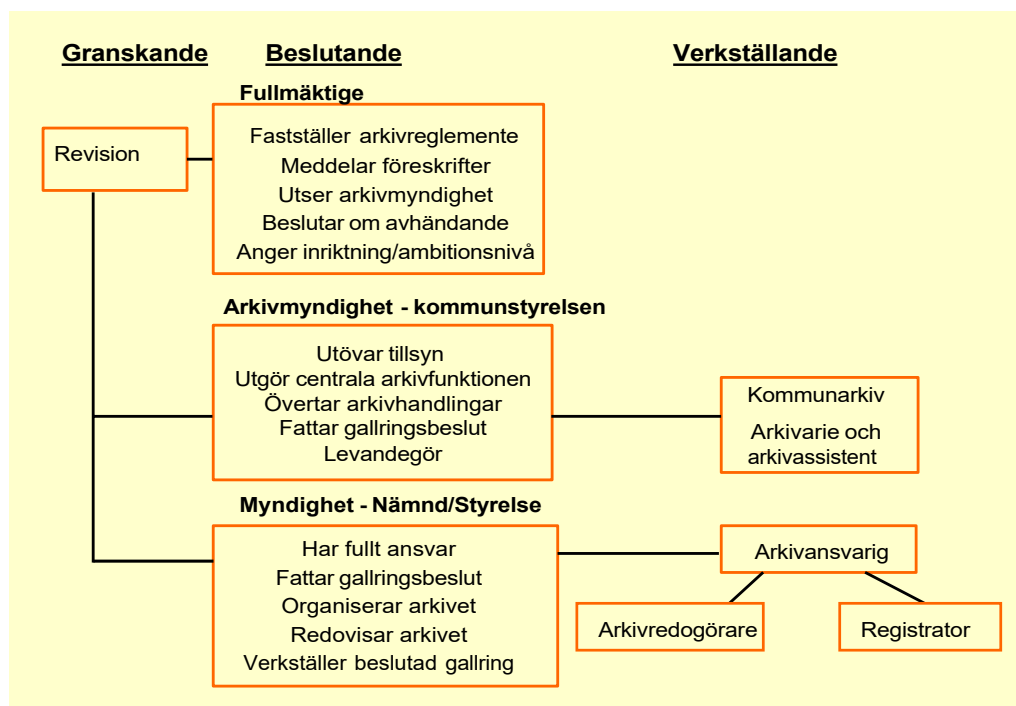 Granskande
Beslutande
Verkställande
Fullmäktige
Revision
Fastställer arkivreglemente
Meddelar föreskrifter
Utser arkivmyndighet
Beslutar om avhändande
Anger inriktning/ambitionsnivå
Arkivmyndighet - kommunstyrelsen
Utövar tillsyn
Utgör centrala arkivfunktionen
Övertar arkivhandlingar
Fattar gallringsbeslut
Levandegör
Kommunarkiv
Arkivarie och
arkivassistent
Myndighet - Nämnd/Styrelse
Har fullt ansvar
Fattar gallringsbeslut
Organiserar arkivet
Redovisar arkivet
Verkställer beslutad gallring
Arkivansvarig
Arkivredogörare
Registrator